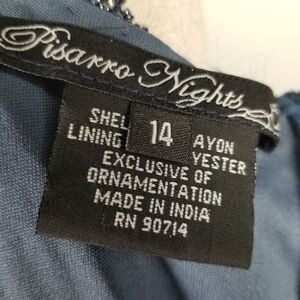 Pisarro Nights
14
SHEL AYON
LINING YESTER
EXCLUSIVE OF
ORNAMENTATION
MADE IN INDIA
RN 90714